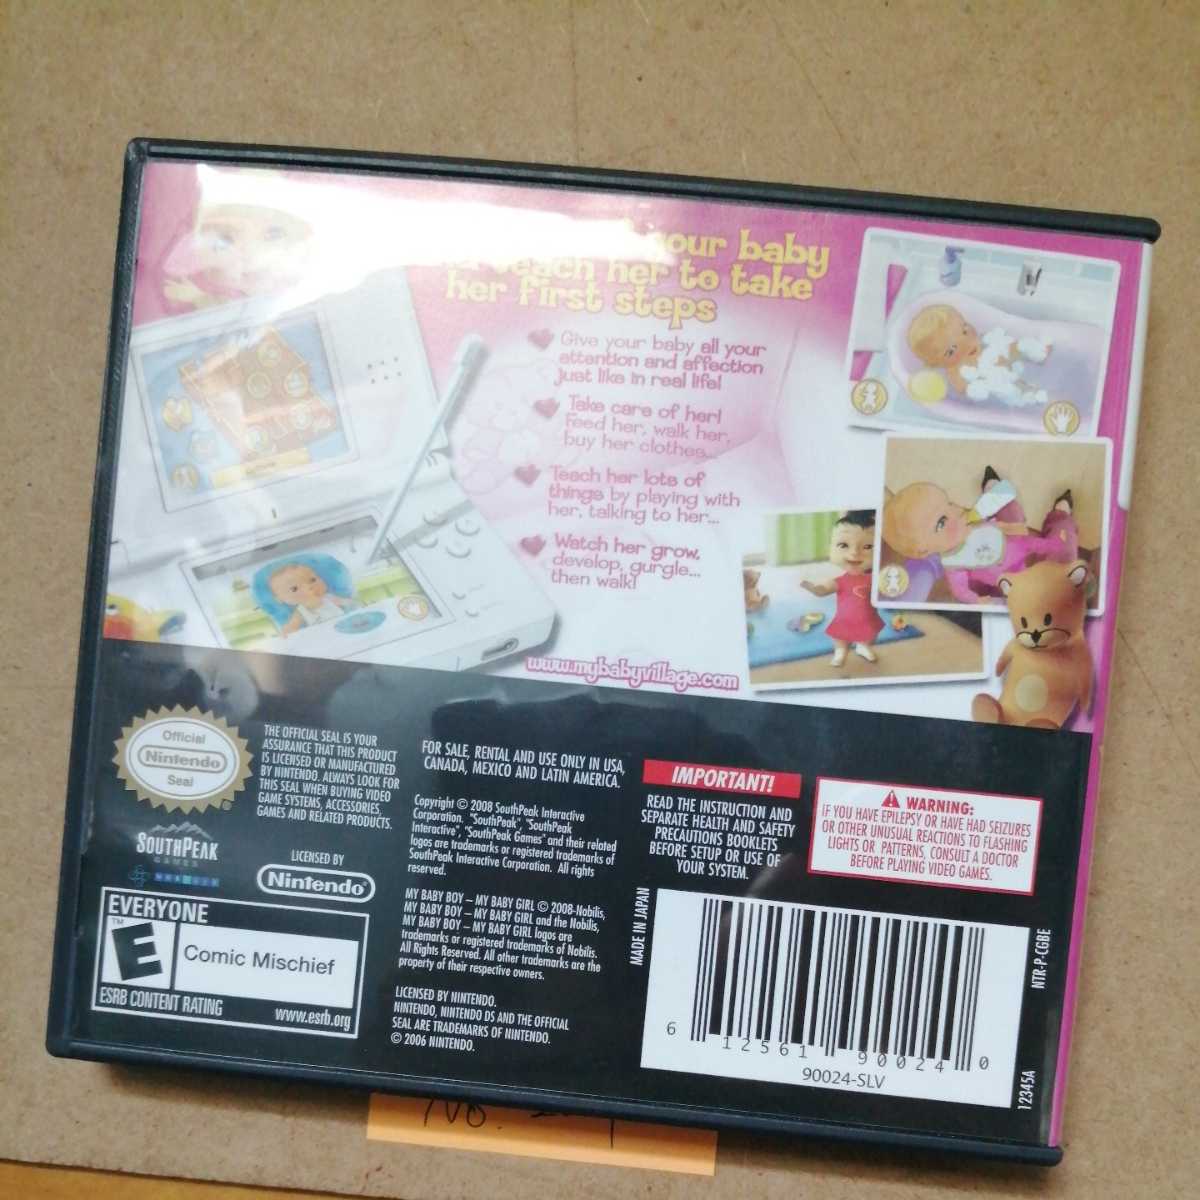 your baby
teach her to take
her first steps
Give your baby all your
attention and affection
just like in real life!
Take care of her!
Feed her, walk her,
buy her clothes...
Teach her lots of
things by playing with
her, talking to her...
Watch her grow,
develop, gurgle...
then walk!
www.mybabyvillage.com
Official
Nintendo
Seal
THE OFFICIAL SEAL IS YOUR
ASSURANCE THAT THIS PRODUCT
IS LICENSED OR MANUFACTURED
BY NINTENDO. ALWAYS LOOK FOR
THIS SEAL WHEN BUYING VIDEO
GAME SYSTEMS, ACCESSORIES,
GAMES AND RELATED PRODUCTS.
SOUTHPEAK
GAMES
LICENSED BY
Nintendo®
EVERYONE
E
TM
Comic Mischief
ESRB CONTENT RATING
www.esrb.org
FOR SALE, RENTAL AND USE ONLY IN USA,
CANADA, MEXICO AND LATIN AMERICA.
Copyright © 2008 SouthPeak Interactive
Corporation. "SouthPeak", "SouthPeak
Interactive", "SouthPeak Games" and their related
logos are trademarks or registered trademarks of
SouthPeak Interactive Corporation. All rights
reserved.
MY BABY BOY – MY BABY GIRL © 2008-Nobilis,
MY BABY BOY – MY BABY GIRL and the Nobilis,
MY BABY BOY – MY BABY GIRL logos are
trademarks or registered trademarks of Nobilis.
All Rights Reserved. All other trademarks are the
property of their respective owners.
LICENSED BY NINTENDO.
NINTENDO, NINTENDO DS AND THE OFFICIAL
SEAL ARE TRADEMARKS OF NINTENDO.
© 2006 NINTENDO.
IMPORTANT!
READ THE INSTRUCTION AND
SEPARATE HEALTH AND SAFETY
PRECAUTIONS BOOKLETS
BEFORE SETUP OR USE OF
YOUR SYSTEM.
WARNING:
IF YOU HAVE EPILEPSY OR HAVE HAD SEIZURES
OR OTHER UNUSUAL REACTIONS TO FLASHING
LIGHTS OR PATTERNS, CONSULT A DOCTOR
BEFORE PLAYING VIDEO GAMES.
MADE IN JAPAN
6 12561 90024 0
90024-SLV
NTR-P-CGBE
12345A
No.